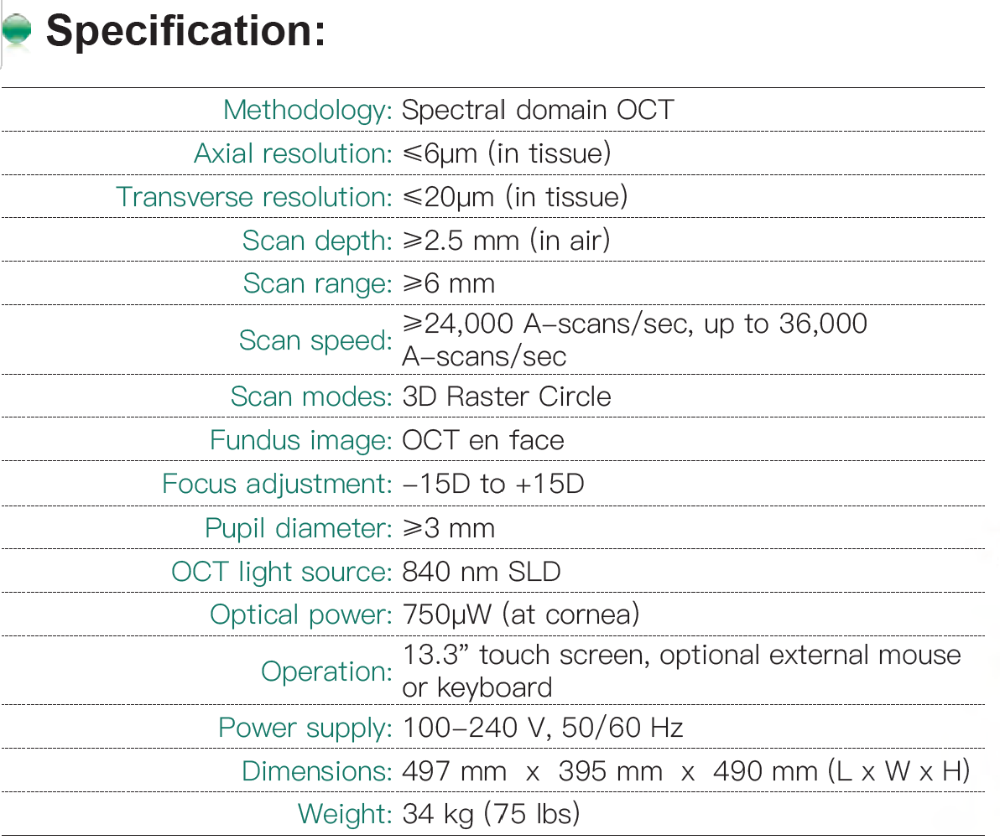 Specification:
Methodology: Spectral domain OCT
Axial resolution: ≤6μm (in tissue)
Transverse resolution: ≤20μm (in tissue)
Scan depth: ≥2.5 mm (in air)
Scan range: ≥6 mm
Scan speed: ≥24,000 A–scans/sec, up to 36,000
A–scans/sec
Scan modes: 3D Raster Circle
Fundus image: OCT en face
Focus adjustment: –15D to +15D
Pupil diameter: ≥3 mm
OCT light source: 840 nm SLD
Optical power: 750μW (at cornea)
Operation: 13.3” touch screen, optional external mouse
or keyboard
Power supply: 100–240 V, 50/60 Hz
Dimensions: 497 mm x 395 mm x 490 mm (L x W x H)
Weight: 34 kg (75 lbs)